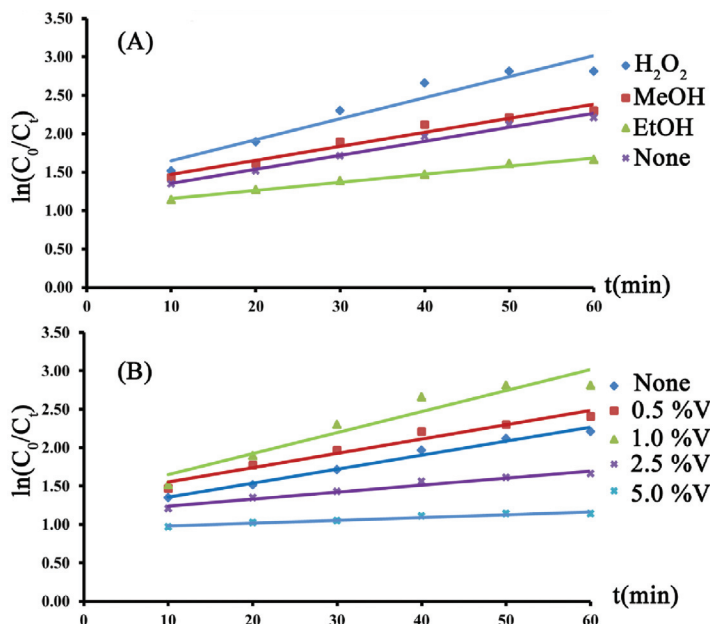 (A)
ln(C₀/Cₜ)
3.50
3.00
2.50
2.00
1.50
1.00
0.50
0.00
0 10 20 30 40 50 60
t(min)
H₂O₂
MeOH
EtOH
None
(B)
ln(C₀/Cₜ)
3.50
3.00
2.50
2.00
1.50
1.00
0.50
0.00
0 10 20 30 40 50 60
t(min)
None
0.5 %V
1.0 %V
2.5 %V
5.0 %V